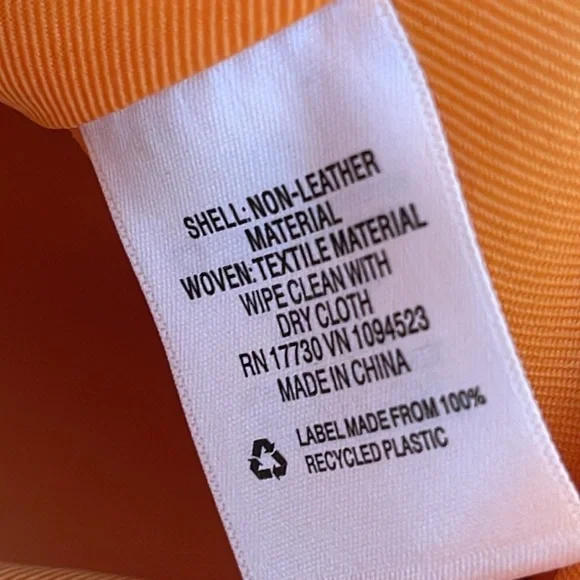 SHELL: NON-LEATHER
MATERIAL
WOVEN: TEXTILE MATERIAL
WIPE CLEAN WITH
DRY CLOTH
RN 17730 VN 1094523
MADE IN CHINA
LABEL MADE FROM 100%
RECYCLED PLASTIC